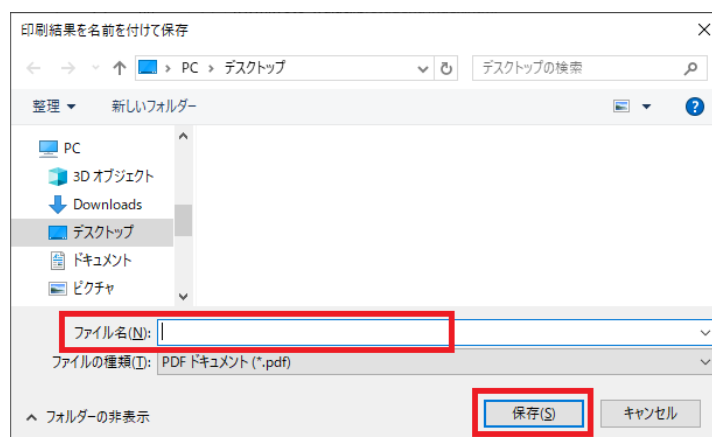 印刷結果を名前を付けて保存
PC › デスクトップ
デスクトップの検索
整理 新しいフォルダー
PC
3D オブジェクト
Downloads
デスクトップ
ドキュメント
ピクチャ
ファイル名(N):
ファイルの種類(T): PDF ドキュメント (*.pdf)
フォルダーの非表示
保存(S) キャンセル